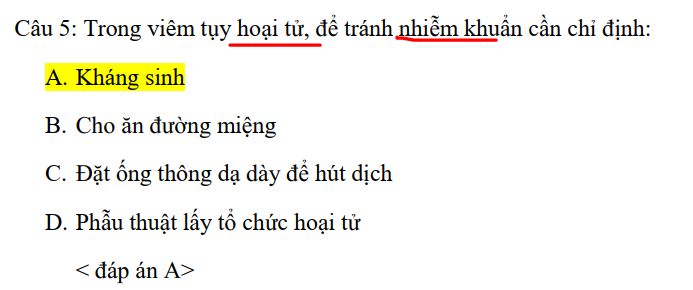 Câu 5: Trong viêm tụy hoại tử, để tránh nhiễm khuẩn cần chỉ định:
A. Kháng sinh
B. Cho ăn đường miệng
C. Đặt ống thông dạ dày để hút dịch
D. Phẫu thuật lấy tổ chức hoại tử
< đáp án A>